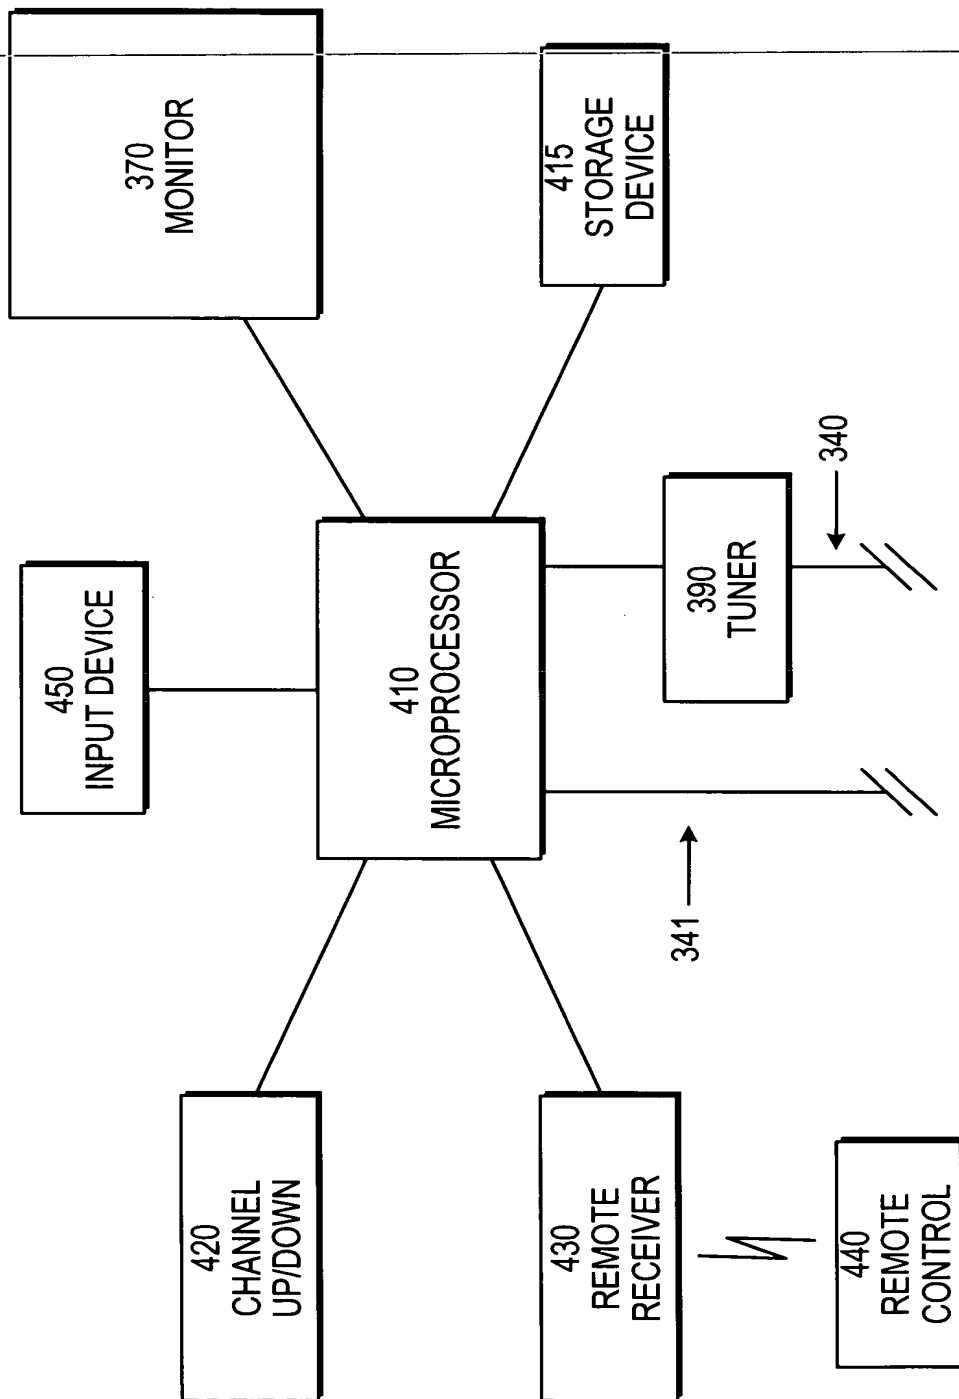 420
CHANNEL
UP/DOWN
430
REMOTE
RECEIVER
440
REMOTE
CONTROL
450
INPUT DEVICE
410
MICROPROCESSOR
341
390
TUNER
340
370
MONITOR
415
STORAGE
DEVICE